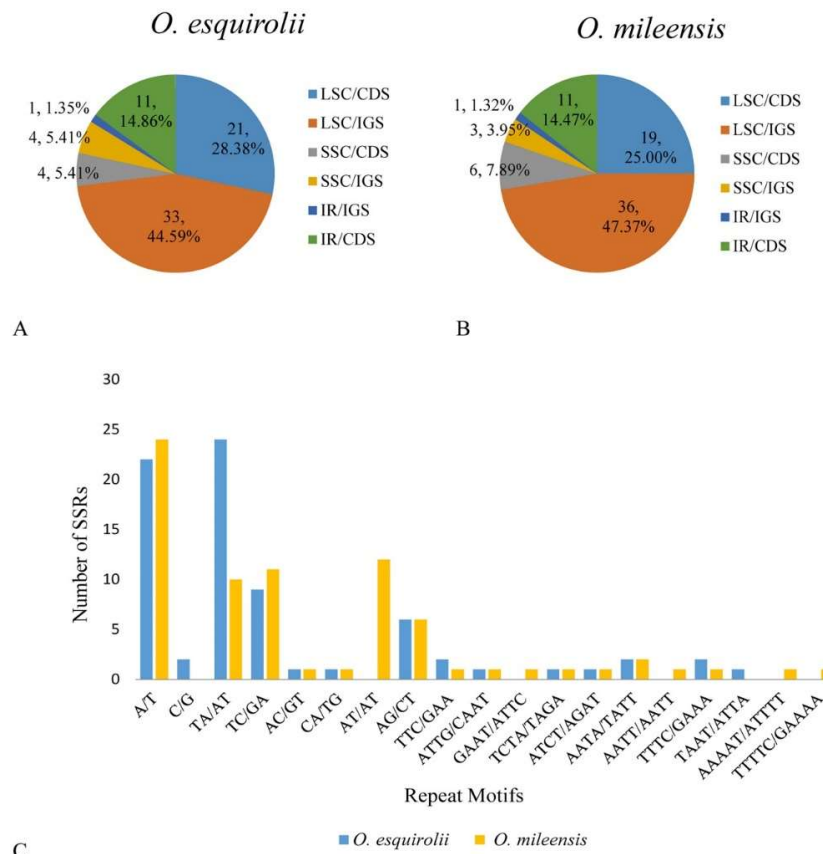 O. esquirolii
1, 1.35%
4, 5.41%
4, 5.41%
11,
14.86%
21,
28.38%
33,
44.59%
LSC/CDS
LSC/IGS
SSC/CDS
SSC/IGS
IR/IGS
IR/CDS
A
O. mileensis
1, 1.32%
3, 3.95%
6, 7.89%
11,
14.47%
19,
25.00%
36,
47.37%
LSC/CDS
LSC/IGS
SSC/CDS
SSC/IGS
IR/IGS
IR/CDS
B
Number of SSRs
30
25
20
15
10
5
0
A/T
C/G
TA/AT
TC/GA
AC/GT
CA/TG
AT/AT
AG/CT
TTC/GAA
ATTG/CAAT
GAAT/ATTC
TCTA/TAGA
ATCT/AGAT
AATA/TATT
AATT/AATT
TTTC/GAAA
TAAT/ATTA
AAAAT/ATTTT
TTTTC/GAAAA
Repeat Motifs
O. esquirolii
O. mileensis
C